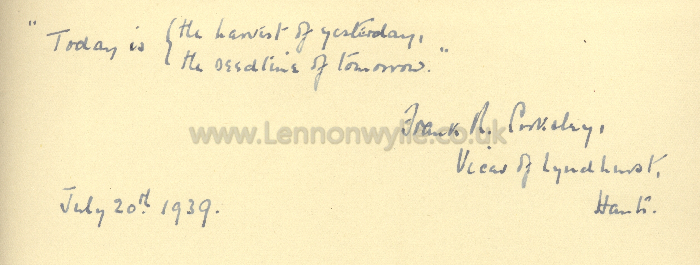 "Today is { the harvest of yesterday,
the seedtime of tomorrow."
www.Lennonwylie.co.uk
Frank R.
Vicar of Lyndhurst,
Hants.
July 20th 1939.